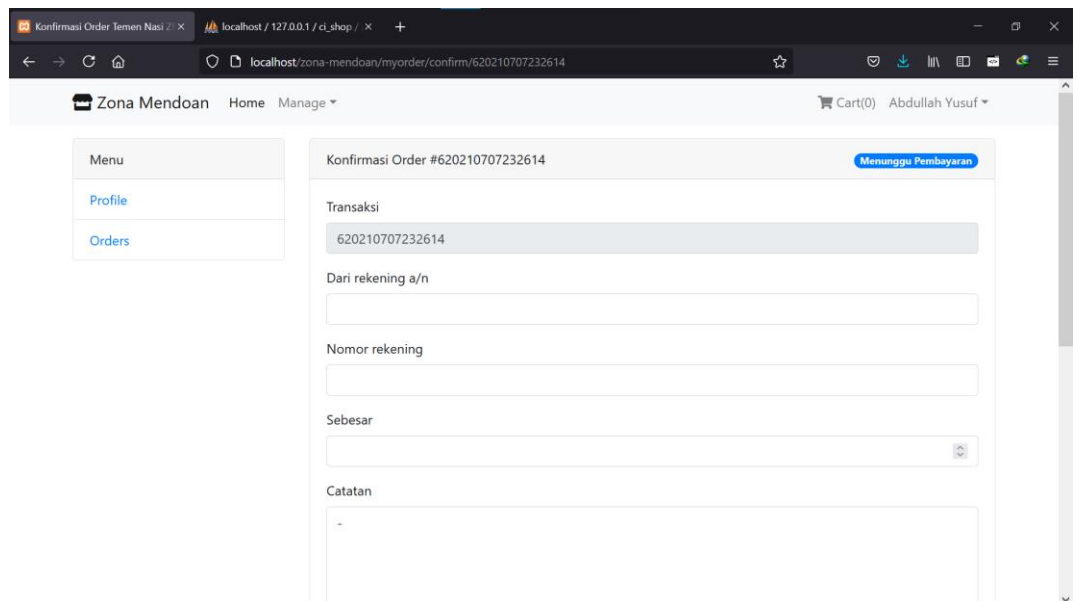 Konfirmasi Order Temen Nasi Z
localhost / 127.0.0.1 / ci_shop /
localhost/zona-mendoan/myorder/confirm/620210707232614
Zona Mendoan Home Manage Cart(0) Abdullah Yusuf
Menu
Profile
Orders
Konfirmasi Order #620210707232614 Menunggu Pembayaran
Transaksi
620210707232614
Dari rekening a/n
Nomor rekening
Sebesar
Catatan
-